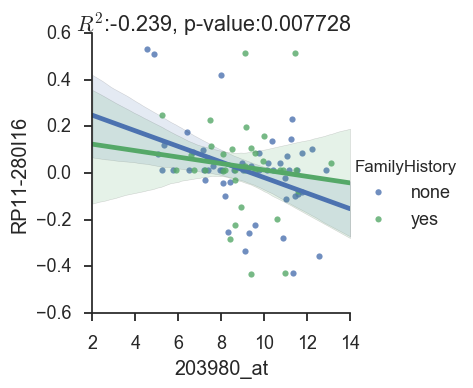 R²:-0.239, p-value:0.007728
0.6
0.4
0.2
0.0
−0.2
−0.4
−0.6
RP11-280I16
2 4 6 8 10 12 14
203980_at
FamilyHistory
none
yes